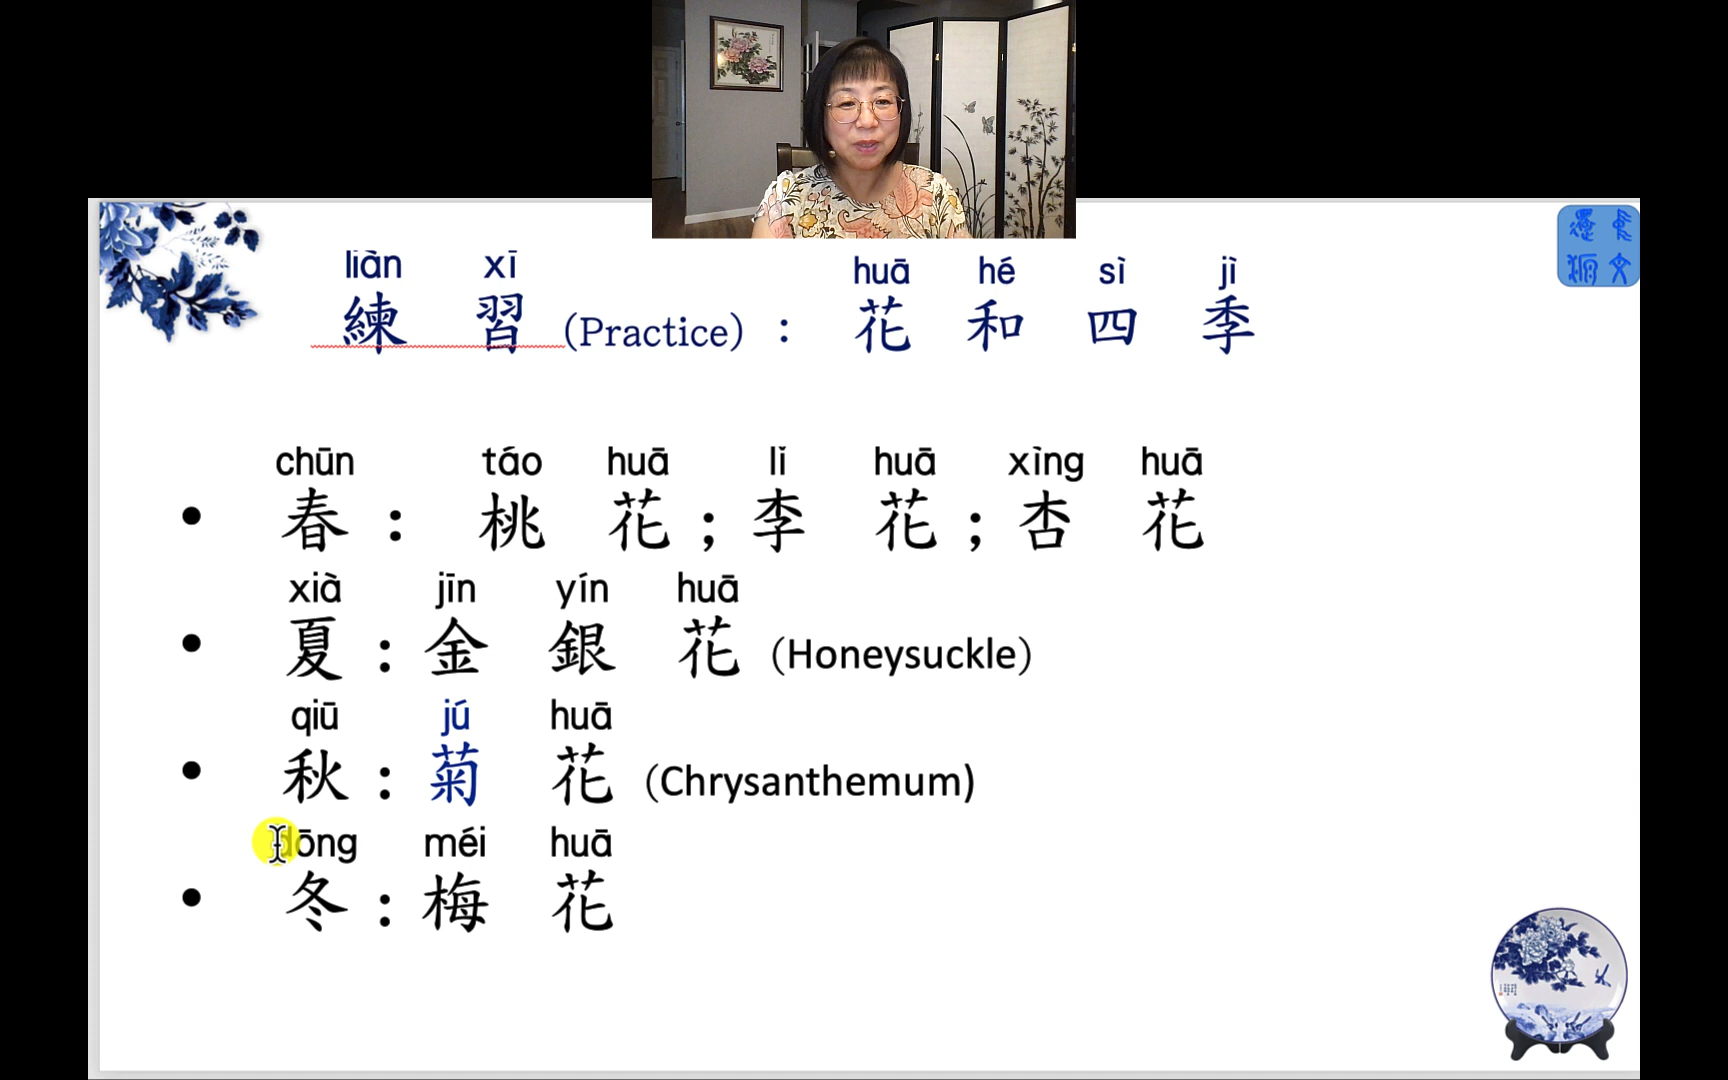 liàn xī huā hé sì jì
練習(Practice)：花和四季
chūn táo huā lǐ huā xìng huā
• 春：桃花；李花；杏花
xià jīn yín huā
• 夏：金銀花（Honeysuckle）
qiū jú huā
• 秋：菊花（Chrysanthemum)
dōng méi huā
• 冬：梅花